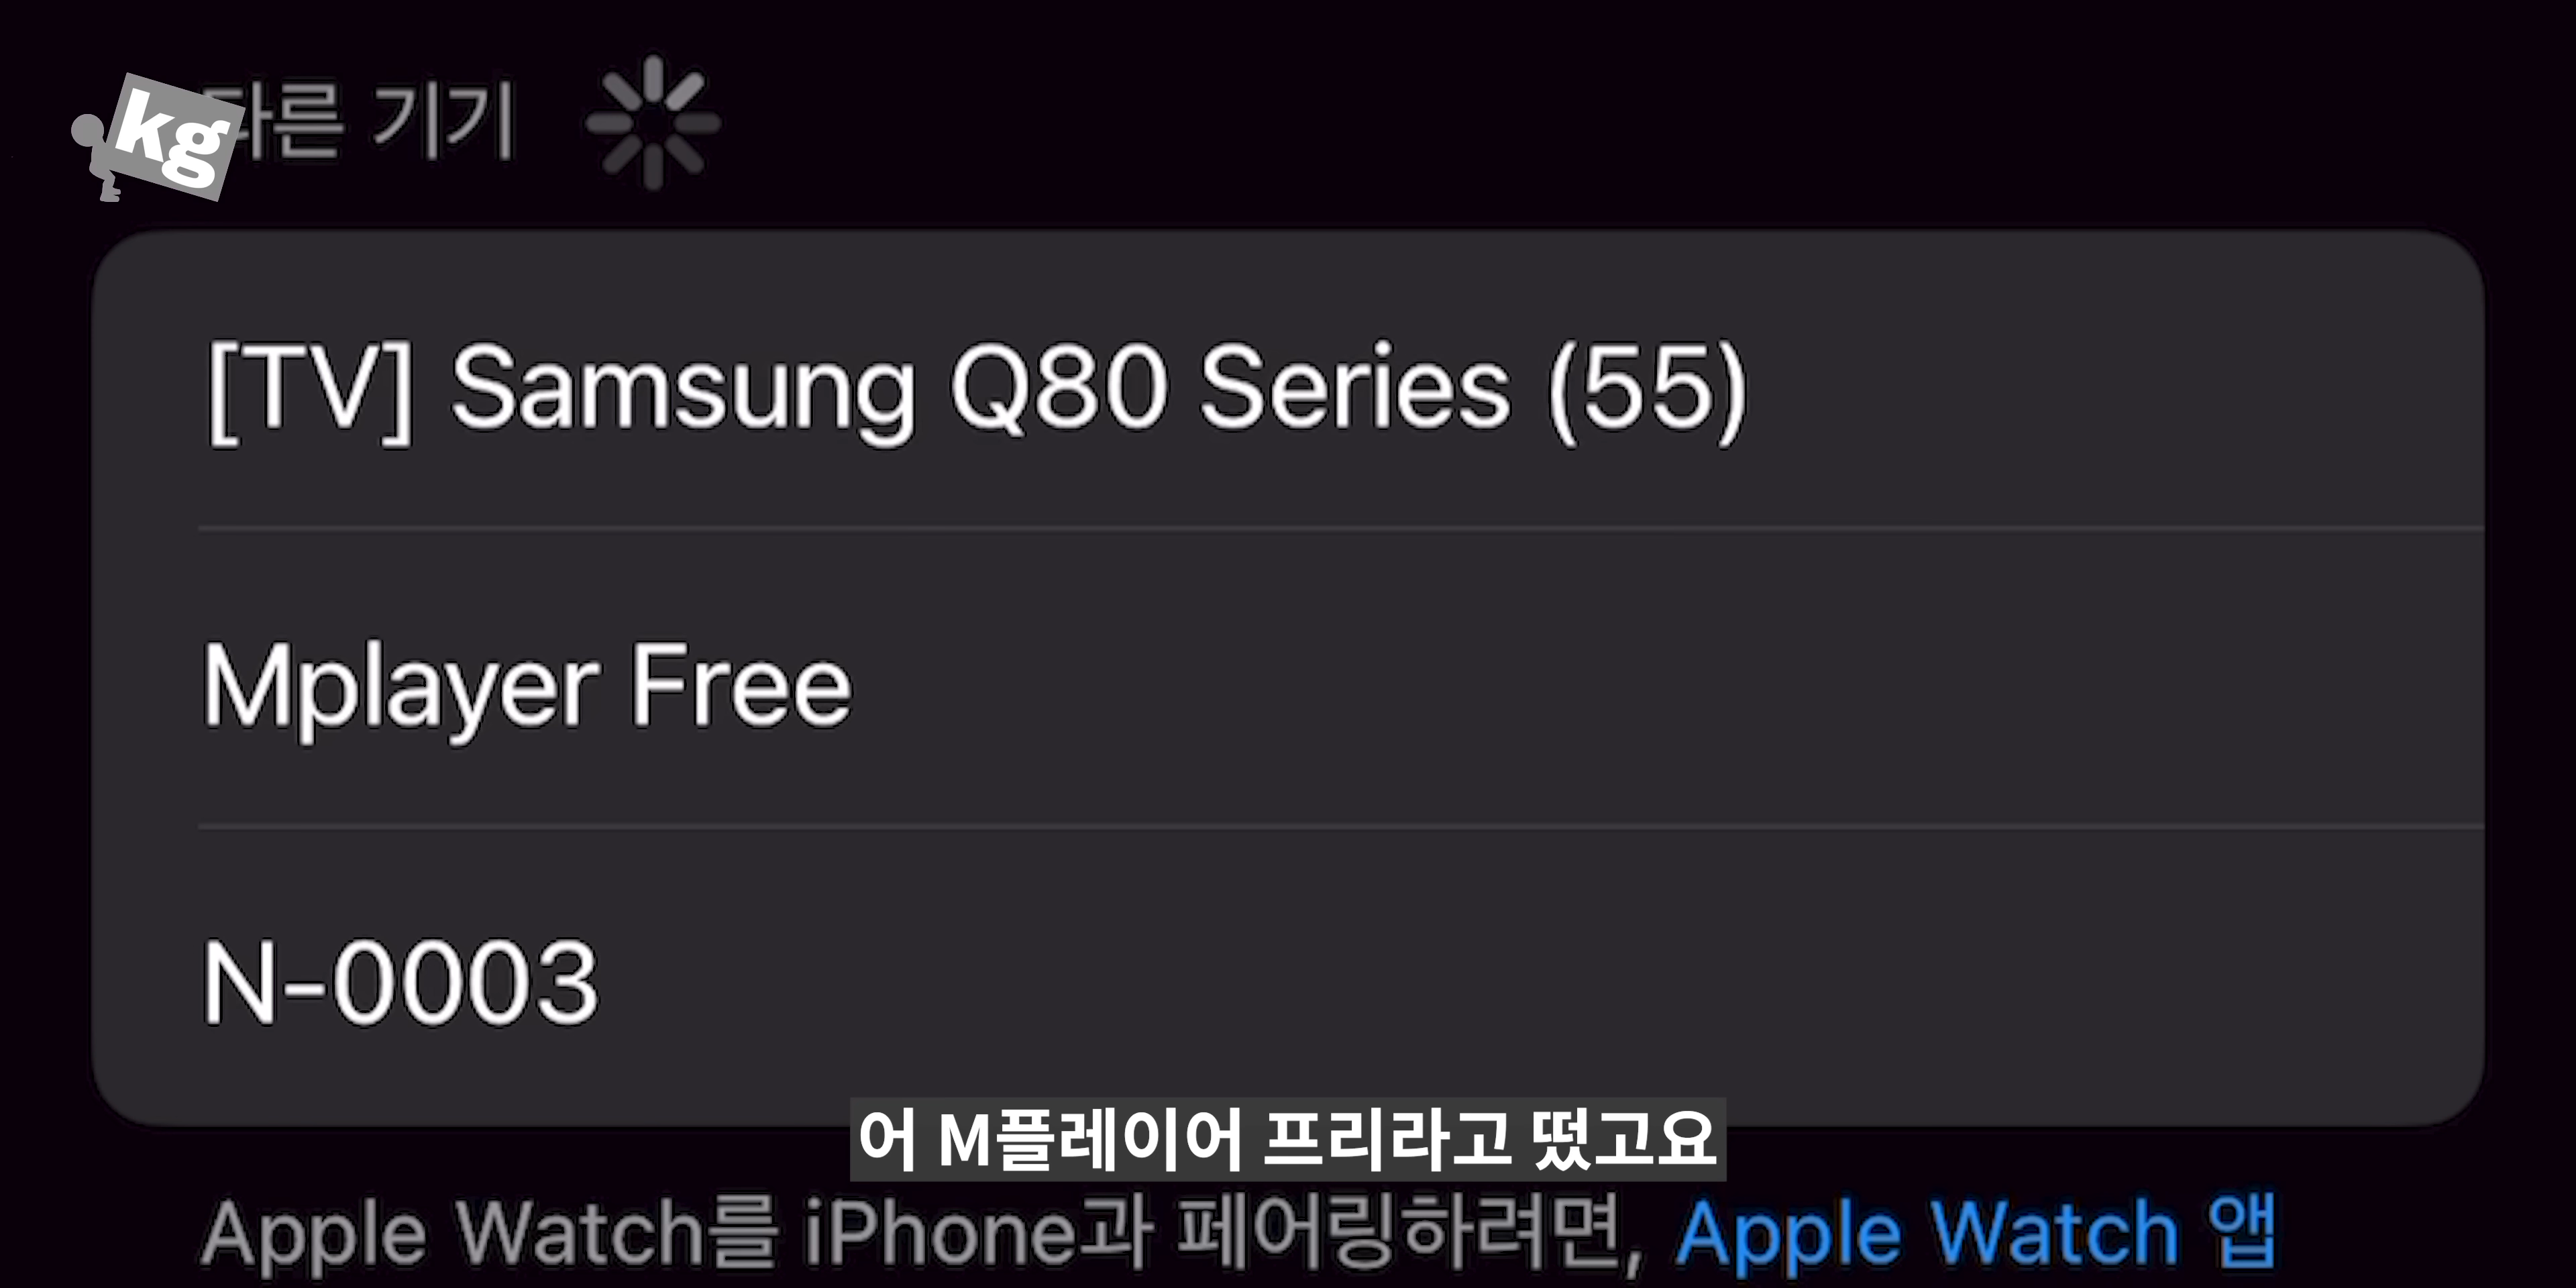 kg
다른 기기
[TV] Samsung Q80 Series (55)
Mplayer Free
N-0003
어 M플레이어 프리라고 떴고요
Apple Watch를 iPhone과 페어링하려면, Apple Watch 앱